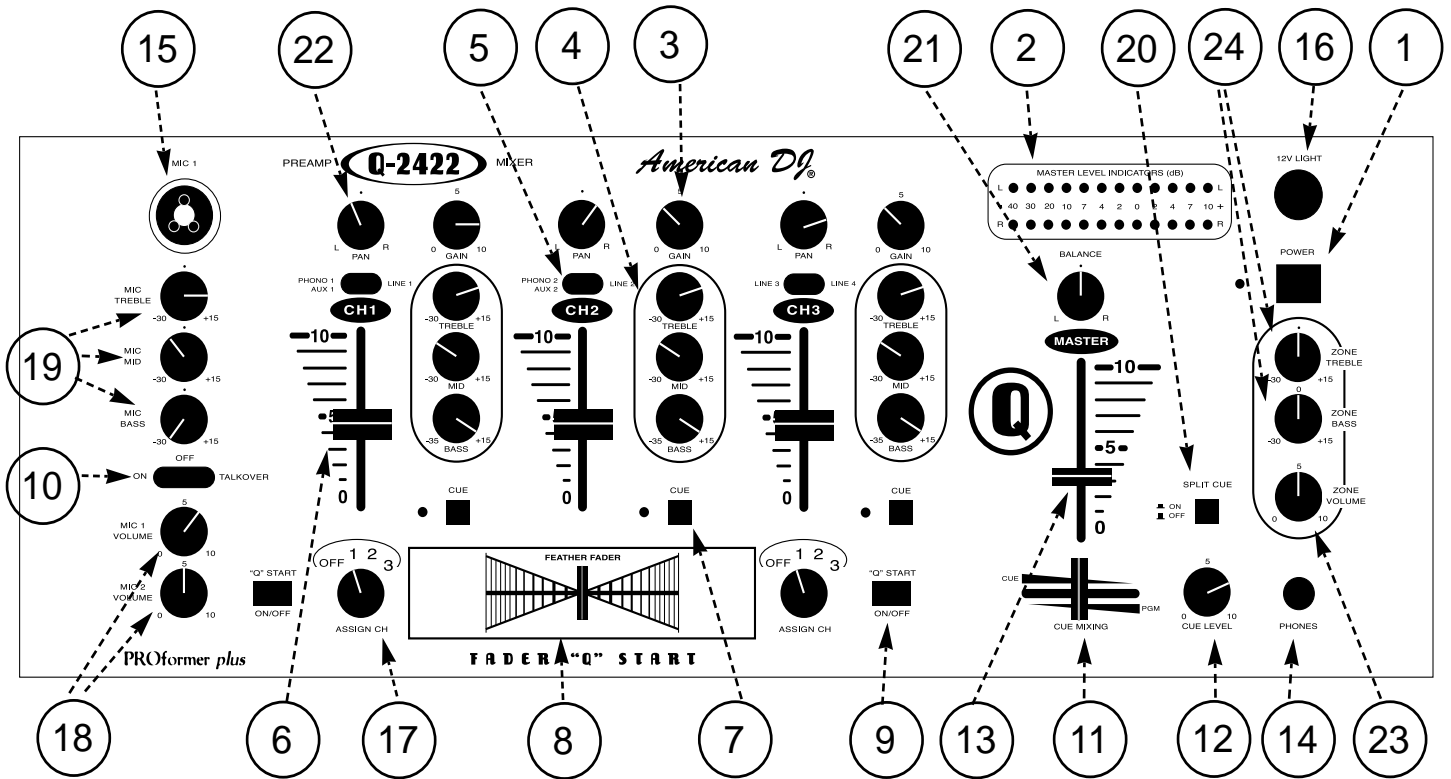 15 22 5 4 3 21 2 20 24 16 1
MIC 1
PREAMP Q-2422 MIXER
American DJ®
12V LIGHT
MASTER LEVEL INDICATORS (dB)
L L
40 30 20 10 7 4 2 0 2 4 7 10 +
R R
L R
PAN
5
0 10
GAIN
L R
PAN
5
0 10
GAIN
L R
PAN
5
0 10
GAIN
BALANCE
L R
POWER
MIC
TREBLE
-30 +15
MIC
MID
-30 +15
MIC
BASS
-30 +15
19
OFF
10
ON TALKOVER
5
MIC 1
VOLUME
0 10
5
MIC 2
VOLUME
0 10
PHONO 1
AUX 1
LINE 1
CH1
10
5
0
-30 +15
TREBLE
-30 +15
MID
-35 +15
BASS
CUE
PHONO 2
AUX 2
LINE 2
CH2
10
5
0
-30 +15
TREBLE
-30 +15
MID
-35 +15
BASS
CUE
LINE 3 LINE 4
CH3
10
5
0
-30 +15
TREBLE
-30 +15
MID
-35 +15
BASS
CUE
MASTER
Q
10
5
0
SPLIT CUE
ON
OFF
ZONE
TREBLE
-30 +15
0
ZONE
BASS
-30 +15
5
ZONE
VOLUME
0 10
"Q" START
ON/OFF
OFF 1 2 3
ASSIGN CH
FEATHER FADER
OFF 1 2 3
ASSIGN CH
"Q" START
ON/OFF
CUE
PGM
CUE MIXING
5
0 10
CUE LEVEL
PHONES
PROformer plus
FADER "Q" START
18 6 17 8 7 9 13 11 12 14 23